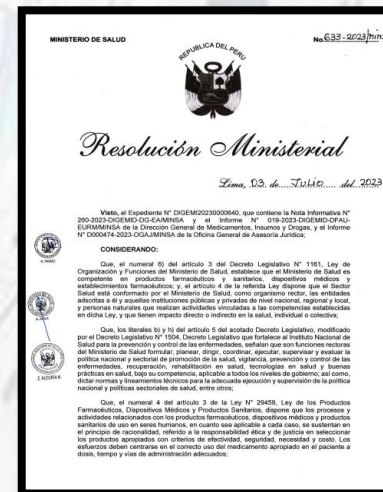 MINISTERIO DE SALUD
No. 633-2023/Min
REPUBLICA DEL PERU
Resolución Ministerial
Lima, 03 de Julio del 2023
Visto, el Expediente N° DIGEMI20230000640, que contiene la Nota Informativa N°
260-2023-DIGEMID-DG-EA/MINSA y el Informe N° 019-2023-DIGEMID-DFAU-
EURM/MINSA de la Dirección General de Medicamentos, Insumos y Drogas, y el Informe
N° D000474-2023-OGAJ/MINSA de la Oficina General de Asesoría Jurídica;
CONSIDERANDO:
Que, el numeral 6) del artículo 3 del Decreto Legislativo N° 1161, Ley de
Organización y Funciones del Ministerio de Salud, establece que el Ministerio de Salud es
competente en productos farmacéuticos y sanitarios, dispositivos médicos y
establecimientos farmacéuticos; y, el artículo 4 de la referida Ley dispone que el Sector
Salud está conformado por el Ministerio de Salud, como organismo rector, las entidades
adscritas a él y aquellas instituciones públicas y privadas de nivel nacional, regional y local,
y personas naturales que realizan actividades vinculadas a las competencias establecidas
en dicha Ley, y que tienen impacto directo o indirecto en la salud, individual o colectiva;
Que, los literales b) y h) del artículo 5 del acotado Decreto Legislativo, modificado
por el Decreto Legislativo N° 1504, Decreto Legislativo que fortalece al Instituto Nacional de
Salud para la prevención y control de las enfermedades, señalan que son funciones rectoras
del Ministerio de Salud formular, planear, dirigir, coordinar, ejecutar, supervisar y evaluar la
política nacional y sectorial de promoción de la salud, vigilancia, prevención y control de las
enfermedades, recuperación, rehabilitación en salud, tecnologías en salud y buenas
prácticas en salud, bajo su competencia, aplicable a todos los niveles de gobierno; así como,
dictar normas y lineamientos técnicos para la adecuada ejecución y supervisión de la política
nacional y políticas sectoriales de salud, entre otros;
Que, el numeral 4 del artículo 3 de la Ley N° 29459, Ley de los Productos
Farmacéuticos, Dispositivos Médicos y Productos Sanitarios, dispone que los procesos y
actividades relacionados con los productos farmacéuticos, dispositivos médicos y productos
sanitarios de uso en seres humanos, en cuanto sea aplicable a cada caso, se sustentan en
el principio de racionalidad, referido a la responsabilidad ética y de justicia en seleccionar
los productos apropiados con criterios de efectividad, seguridad, necesidad y costo. Los
esfuerzos deben centrarse en el correcto uso del medicamento apropiado en el paciente a
dosis, tiempo y vías de administración adecuados;